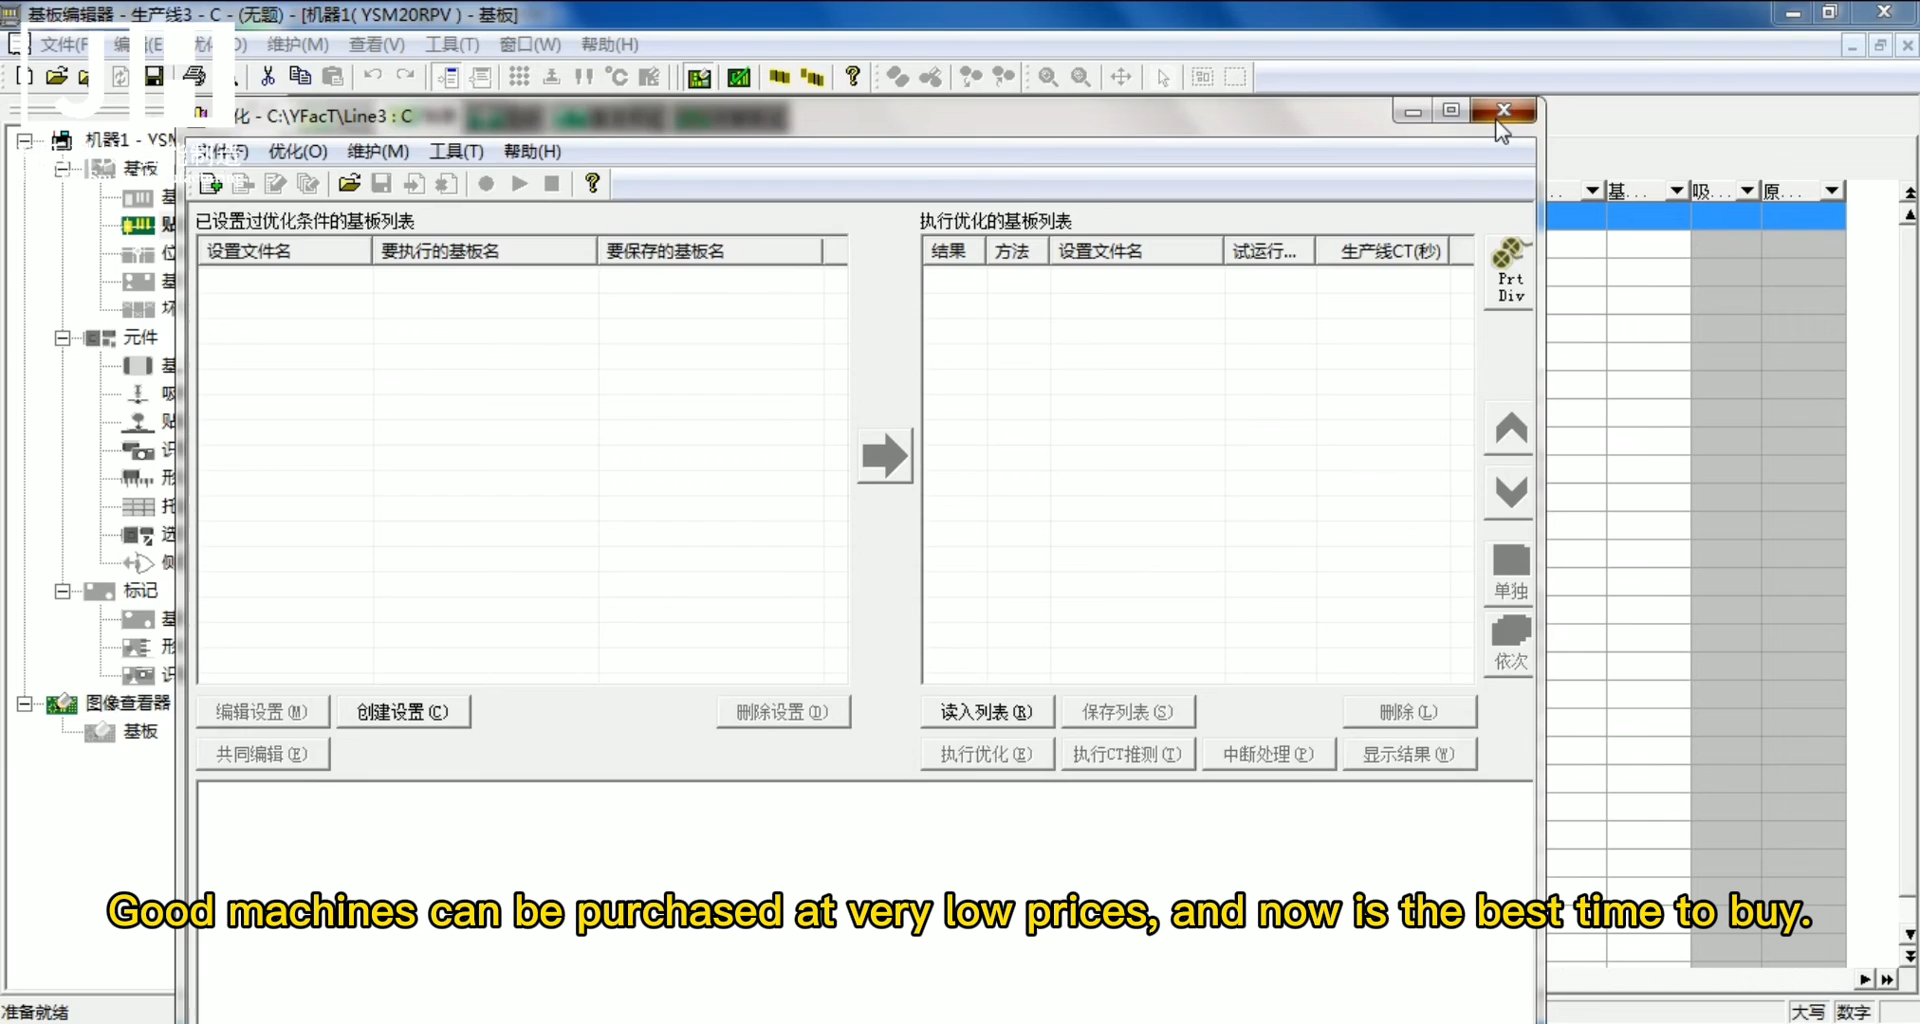 基板编辑器 - 生产线3 - C - (无题) - [机器1( YSM20RPV ) - 基板]
维护(M) 查看(V) 工具(T) 窗口(W) 帮助(H)
化 - C:\YFacT\Line3 : C
优化(O) 维护(M) 工具(T) 帮助(H)
机器1 - YSM
基板
元件
标记
图像查看器
基板
已设置过优化条件的基板列表
设置文件名 要执行的基板名 要保存的基板名
执行优化的基板列表
结果 方法 设置文件名 试运行... 生产线CT(秒)
Prt
Div
基... 吸... 原...
单独
依次
编辑设置(M) 创建设置(C) 删除设置(D)
共同编辑(E)
读入列表(R) 保存列表(S) 删除(L)
执行优化(E) 执行CT推测(T) 中断处理(P) 显示结果(W)
Good machines can be purchased at very low prices, and now is the best time to buy.
准备就绪
大写 数字